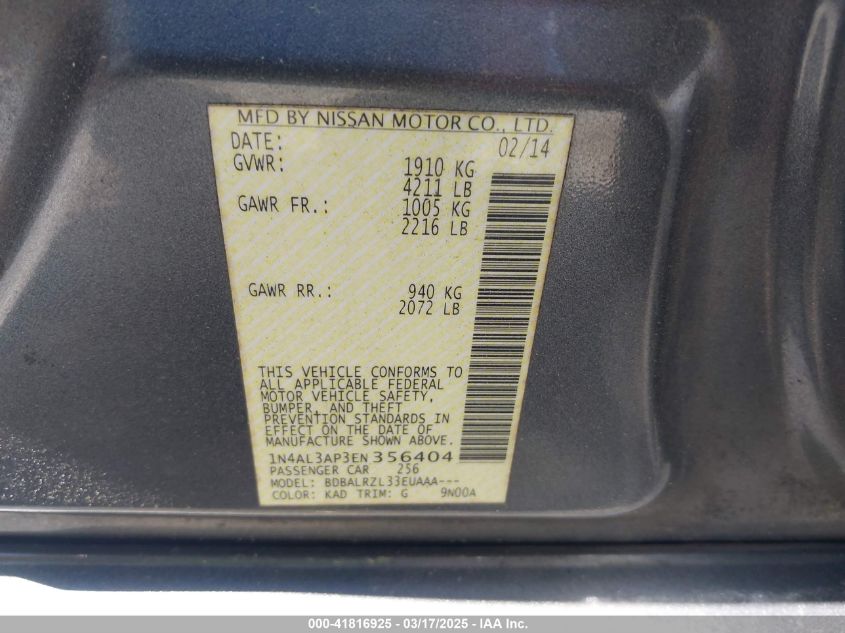 MFD BY NISSAN MOTOR CO., LTD.
DATE: 02/14
GVWR: 1910 KG
4211 LB
GAWR FR.: 1005 KG
2216 LB
GAWR RR.: 940 KG
2072 LB
THIS VEHICLE CONFORMS TO
ALL APPLICABLE FEDERAL
MOTOR VEHICLE SAFETY,
BUMPER, AND THEFT
PREVENTION STANDARDS IN
EFFECT ON THE DATE OF
MANUFACTURE SHOWN ABOVE.
1N4AL3AP3EN356404
PASSENGER CAR 256
MODEL: BDBALRZL33EUAAA---
COLOR: KAD TRIM: G 9N00A
000-41816925 - 03/17/2025 - IAAI.com